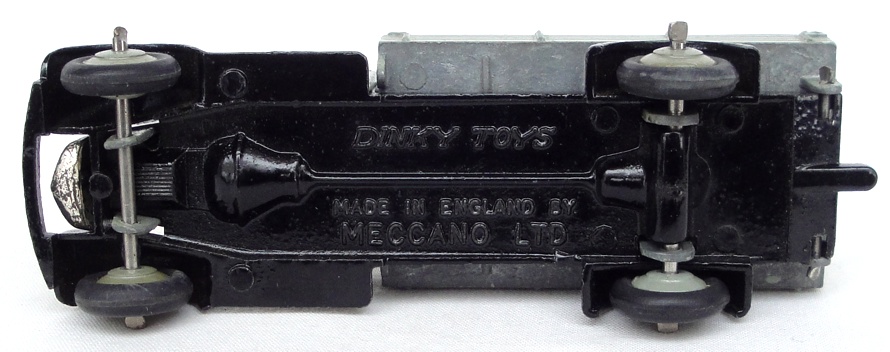 DINKY TOYS
MADE IN ENGLAND BY
MECCANO LTD